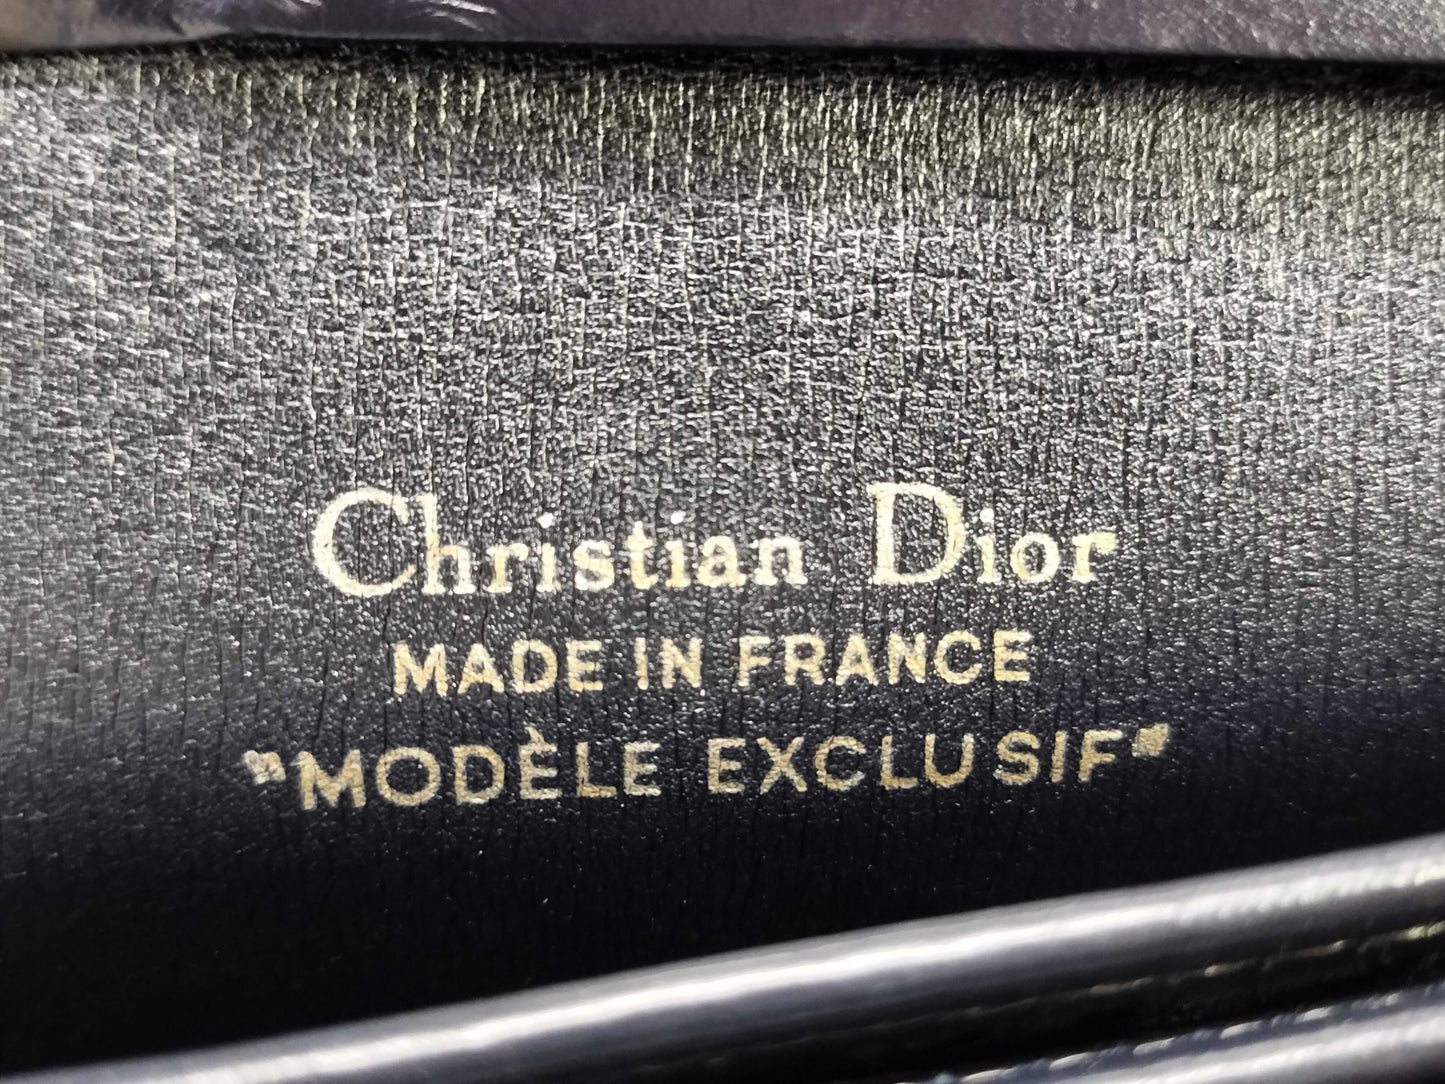 Christian Dior
MADE IN FRANCE
"MODÈLE EXCLUSIF"